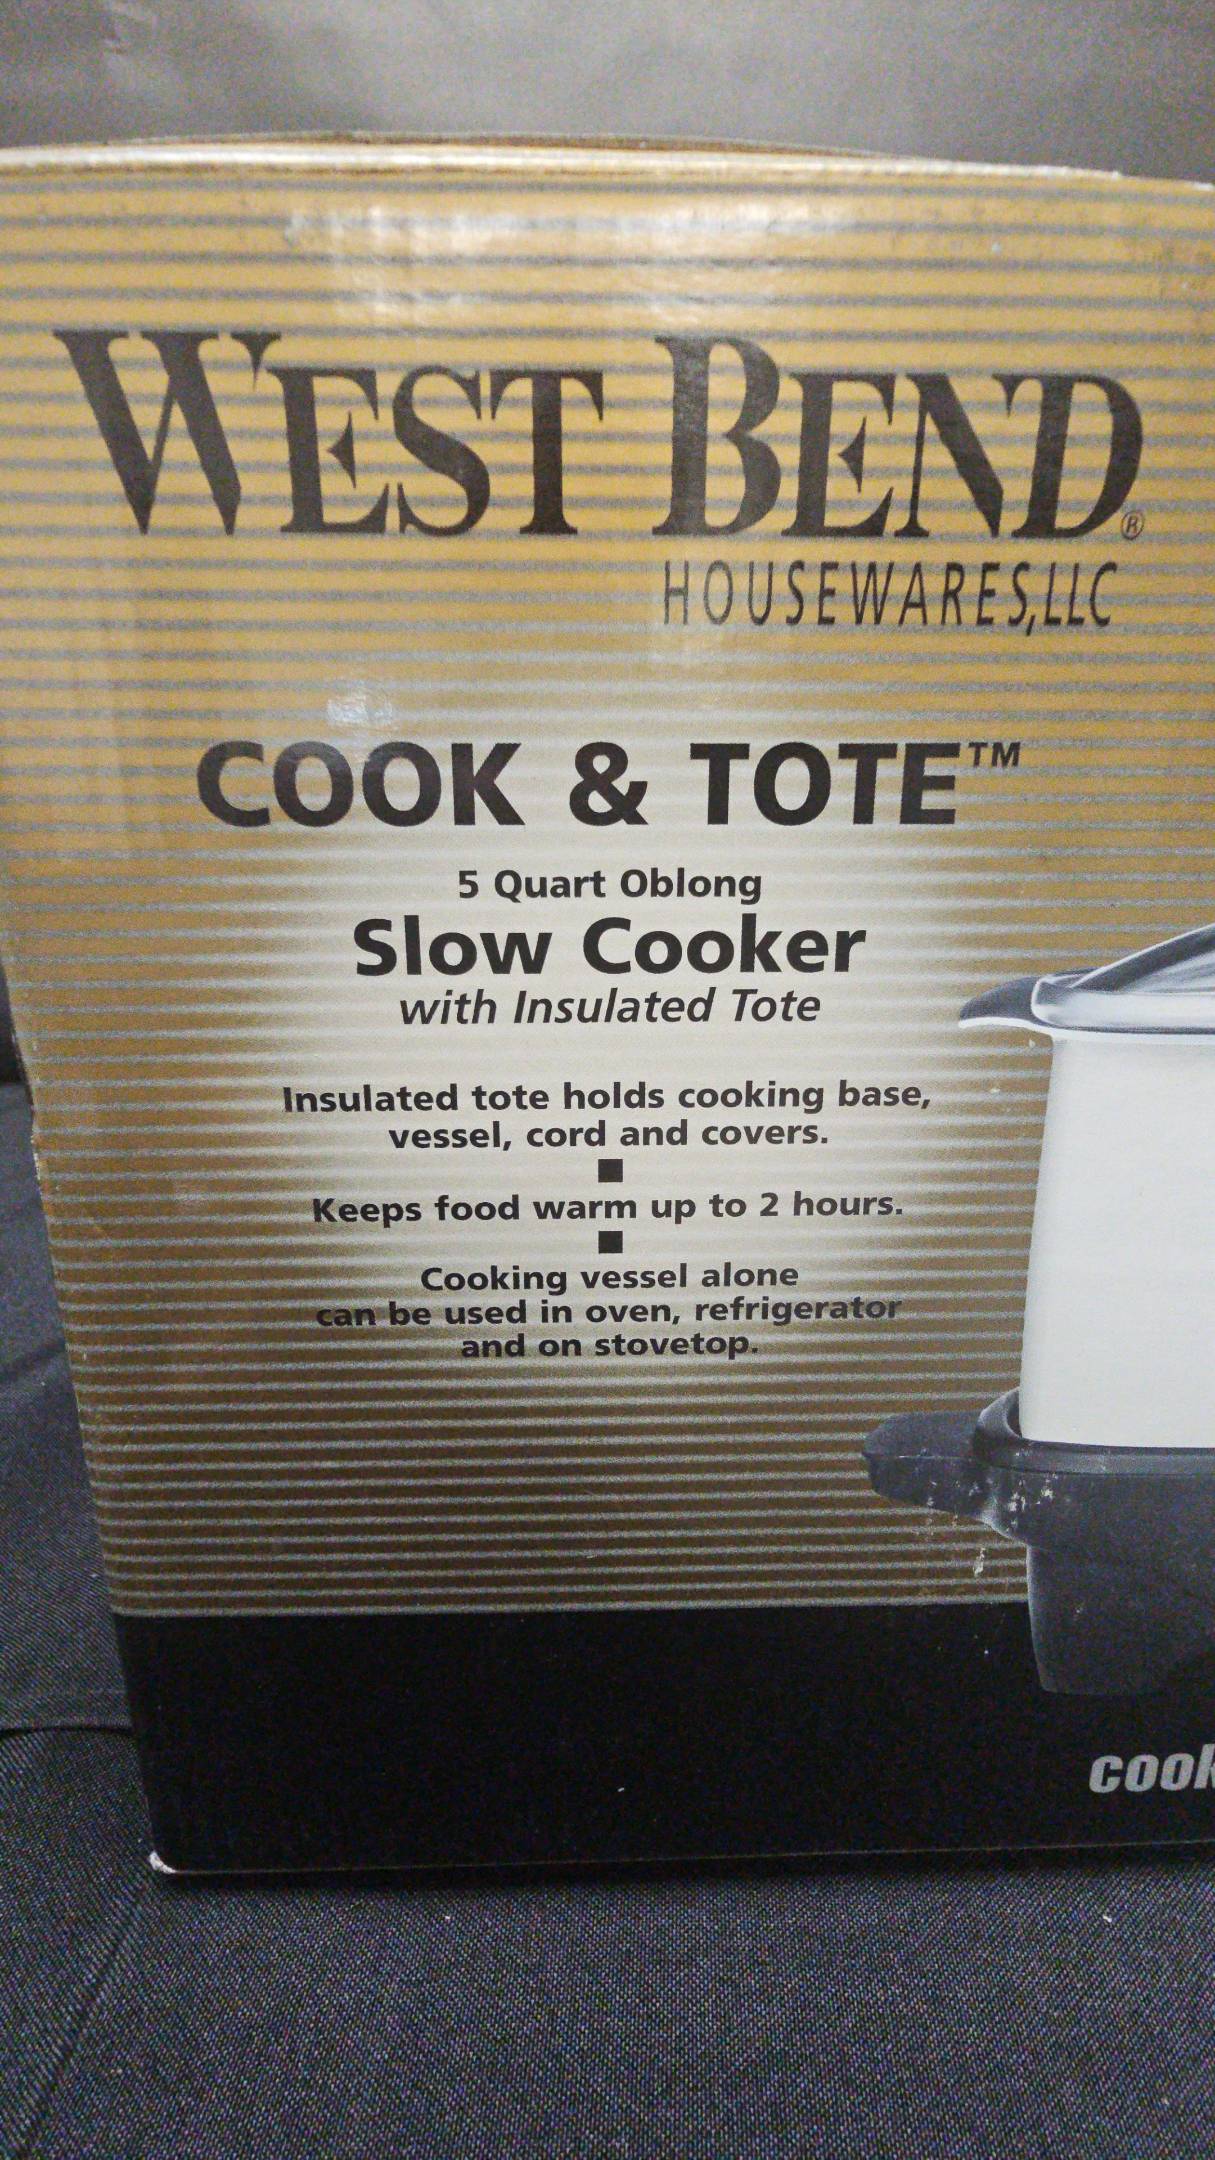 WEST BEND®
HOUSEWARES, LLC
COOK & TOTE™
5 Quart Oblong
Slow Cooker
with Insulated Tote
Insulated tote holds cooking base,
vessel, cord and covers.
■
Keeps food warm up to 2 hours.
■
Cooking vessel alone
can be used in oven, refrigerator
and on stovetop.